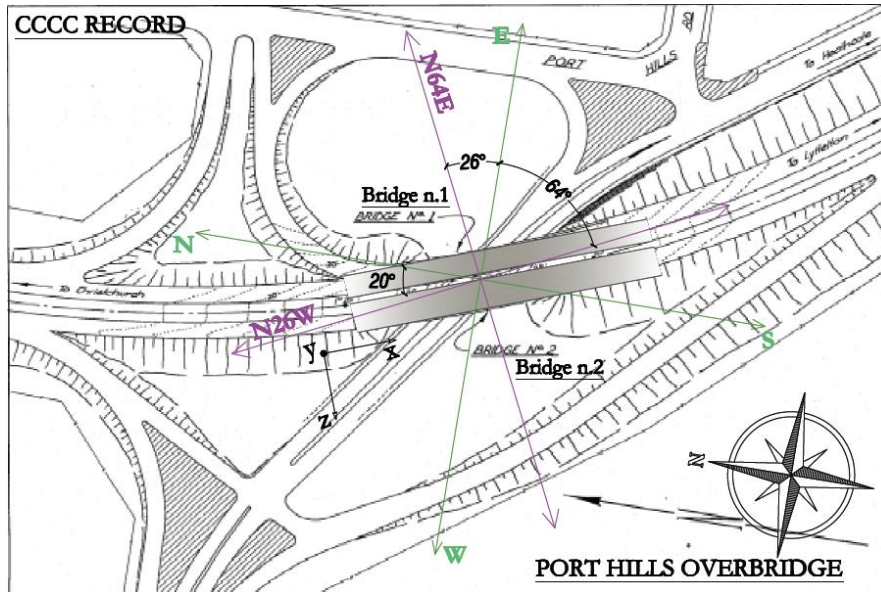 CCCC RECORD
E
PORT HILLS RD
To Heathcote
N64E
26°
64°
To Lyttelton
Bridge n.1
BRIDGE Nº 1
N
20°
To Christchurch
N26W
S
BRIDGE Nº 2
Bridge n.2
y
x
z
N
W
PORT HILLS OVERBRIDGE